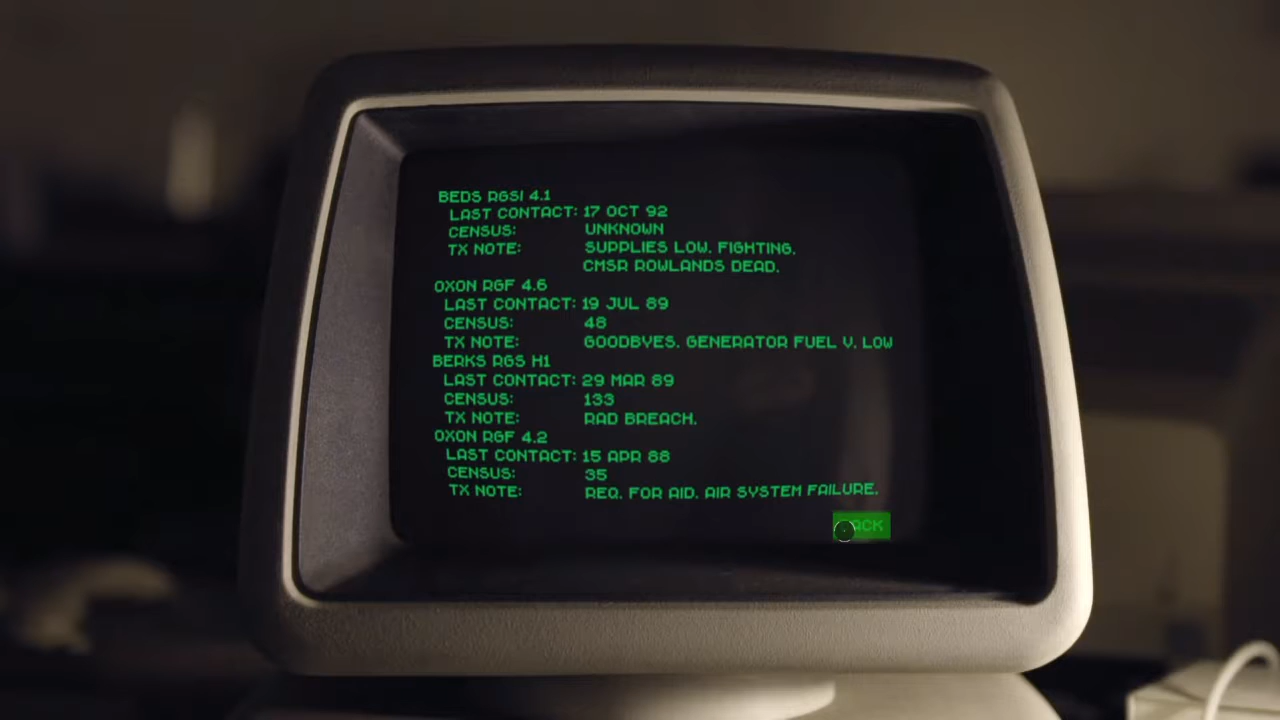 BEDS RGSI 4.1
LAST CONTACT: 17 OCT 92
CENSUS: UNKNOWN
TX NOTE: SUPPLIES LOW. FIGHTING.
CMSR ROWLANDS DEAD.
OXON RGF 4.6
LAST CONTACT: 19 JUL 89
CENSUS: 48
TX NOTE: GOODBYES. GENERATOR FUEL V. LOW
BERKS RGS H1
LAST CONTACT: 29 MAR 89
CENSUS: 133
TX NOTE: RAD BREACH.
OXON RGF 4.2
LAST CONTACT: 15 APR 88
CENSUS: 35
TX NOTE: REQ. FOR AID. AIR SYSTEM FAILURE.